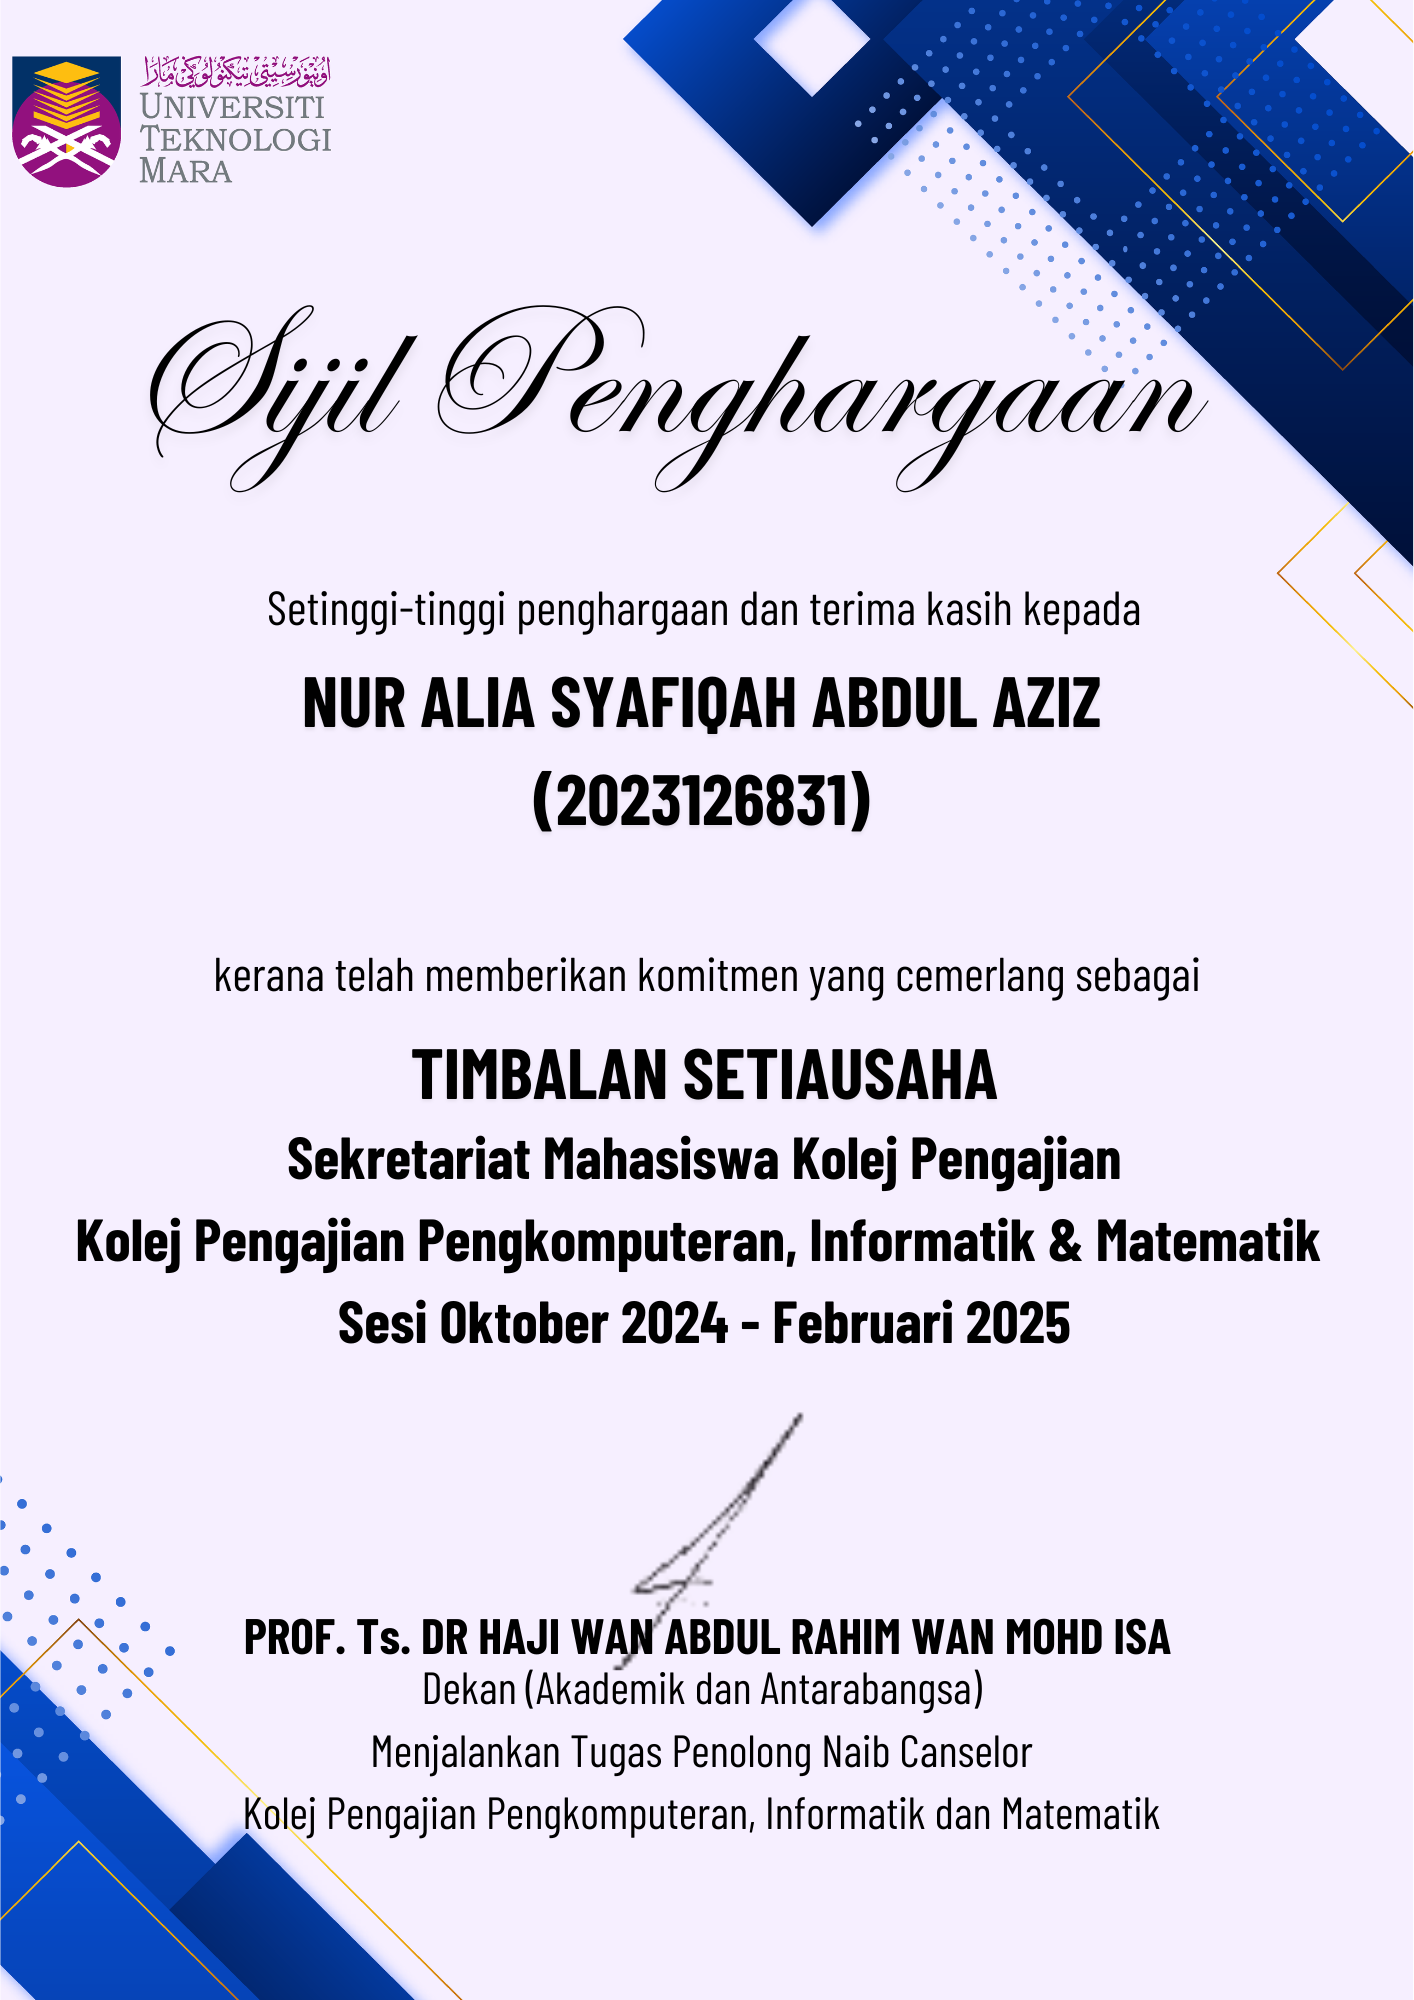 اونيۏرسيتي تيکنولوڬي مارا
UNIVERSITI
TEKNOLOGI
MARA
Sijil Penghargaan
Setinggi-tinggi penghargaan dan terima kasih kepada
NUR ALIA SYAFIQAH ABDUL AZIZ
(2023126831)
kerana telah memberikan komitmen yang cemerlang sebagai
TIMBALAN SETIAUSAHA
Sekretariat Mahasiswa Kolej Pengajian
Kolej Pengajian Pengkomputeran, Informatik & Matematik
Sesi Oktober 2024 - Februari 2025
PROF. Ts. DR HAJI WAN ABDUL RAHIM WAN MOHD ISA
Dekan (Akademik dan Antarabangsa)
Menjalankan Tugas Penolong Naib Canselor
Kolej Pengajian Pengkomputeran, Informatik dan Matematik